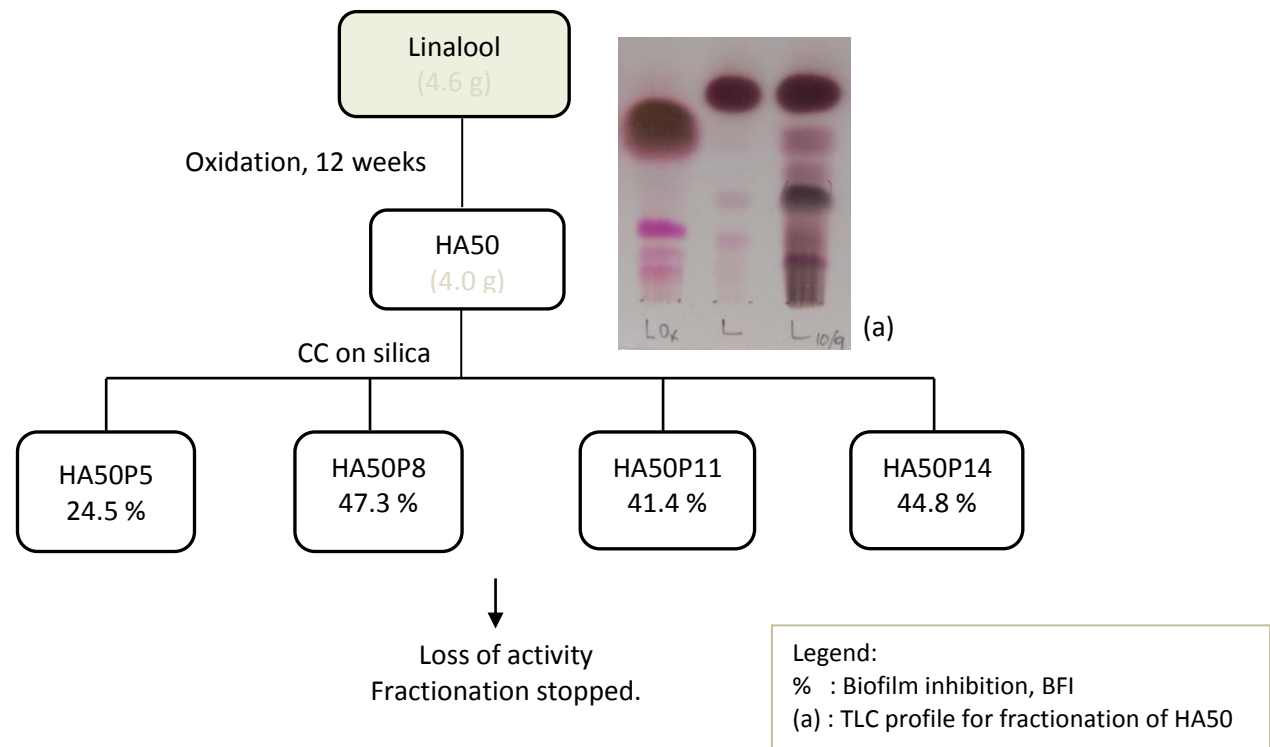 Linalool
(4.6 g)
Oxidation, 12 weeks
HA50
(4.0 g)
LOx L L10/9
(a)
CC on silica
HA50P5
24.5 %
HA50P8
47.3 %
HA50P11
41.4 %
HA50P14
44.8 %
Loss of activity
Fractionation stopped.
Legend:
% : Biofilm inhibition, BFI
(a) : TLC profile for fractionation of HA50